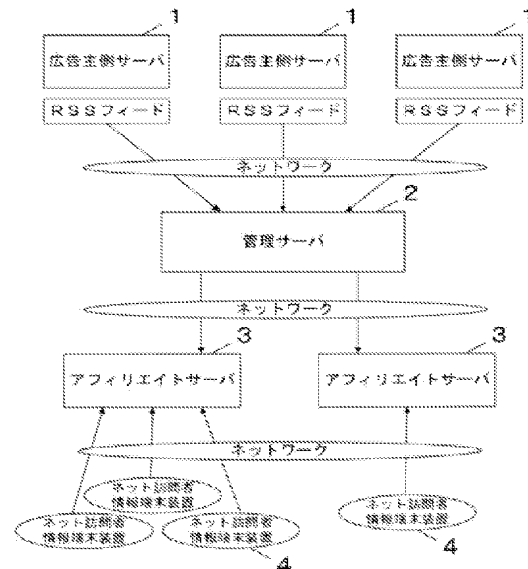 1 1 1
広告主側サーバ 広告主側サーバ 広告主側サーバ
RSSフィード RSSフィード RSSフィード
ネットワーク
2
管理サーバ
ネットワーク
3 3
アフィリエイトサーバ アフィリエイトサーバ
ネットワーク
ネット訪問者
情報端末装置
ネット訪問者
情報端末装置
ネット訪問者
情報端末装置
ネット訪問者
情報端末装置
4 4